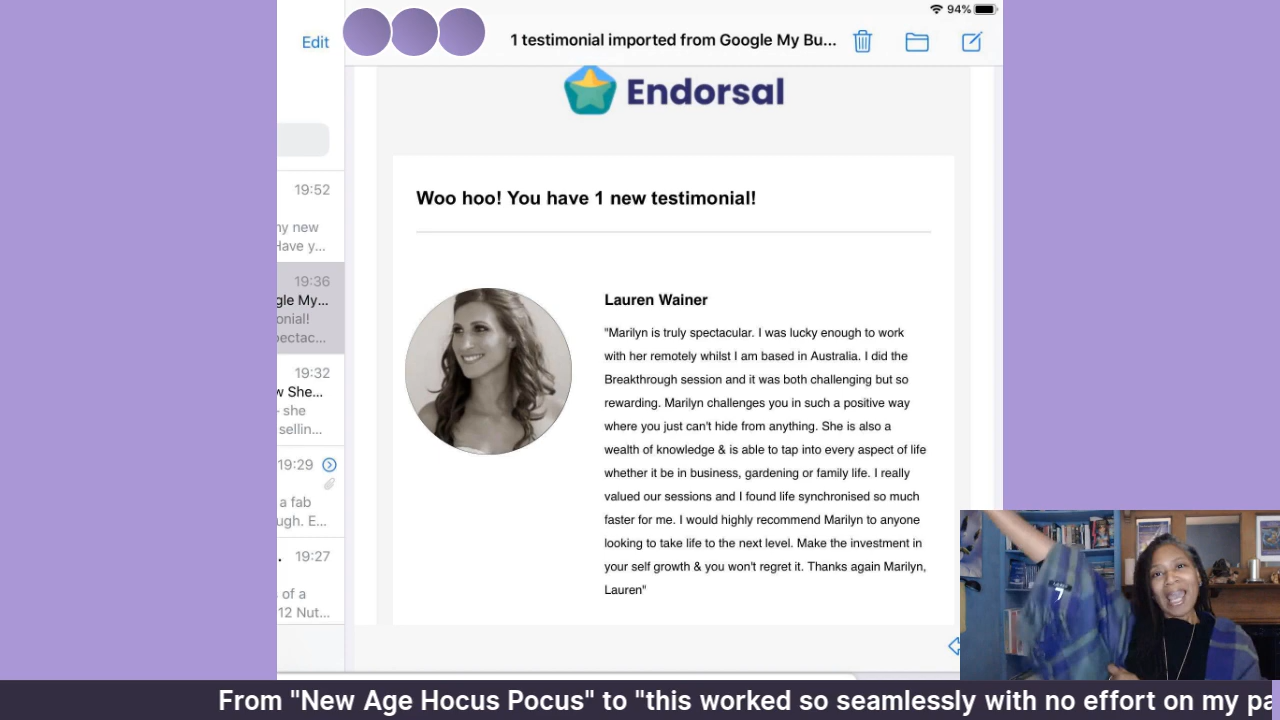 94%
Edit
1 testimonial imported from Google My Bu...
Endorsal
19:52
my new
Have y...
19:36
gle My...
onial!
pectac...
19:32
w She...
- she
sellin...
19:29
a fab
ugh. E...
19:27
s of a
12 Nut...
Woo hoo! You have 1 new testimonial!
Lauren Wainer
"Marilyn is truly spectacular. I was lucky enough to work
with her remotely whilst I am based in Australia. I did the
Breakthrough session and it was both challenging but so
rewarding. Marilyn challenges you in such a positive way
where you just can't hide from anything. She is also a
wealth of knowledge & is able to tap into every aspect of life
whether it be in business, gardening or family life. I really
valued our sessions and I found life synchronised so much
faster for me. I would highly recommend Marilyn to anyone
looking to take life to the next level. Make the investment in
your self growth & you won't regret it. Thanks again Marilyn,
Lauren"
From "New Age Hocus Pocus" to "this worked so seamlessly with no effort on my pa